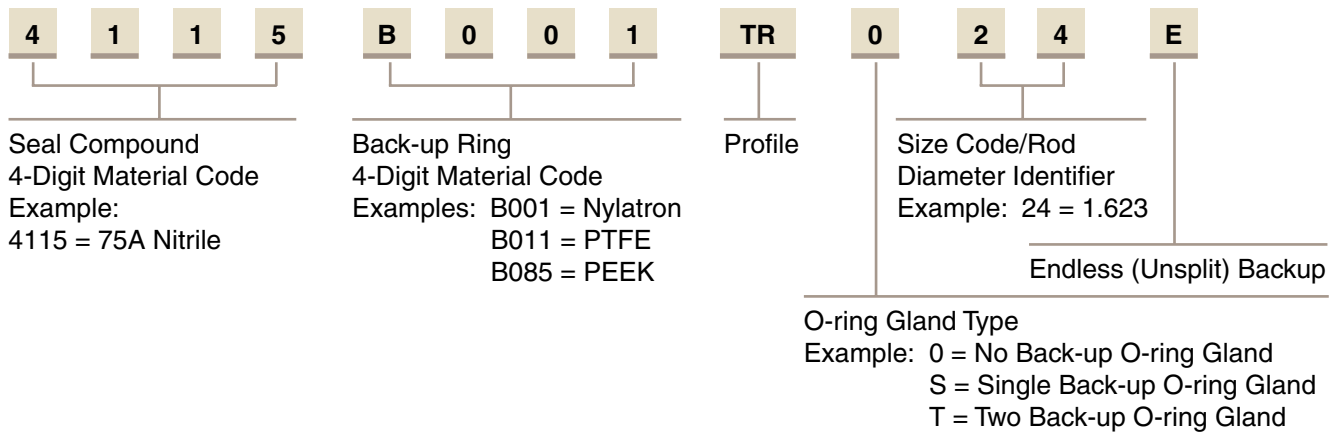 4 1 1 5 B 0 0 1 TR 0 2 4 E
Seal Compound
4-Digit Material Code
Example:
4115 = 75A Nitrile
Back-up Ring
4-Digit Material Code
Examples: B001 = Nylatron
B011 = PTFE
B085 = PEEK
Profile
Size Code/Rod
Diameter Identifier
Example: 24 = 1.623
Endless (Unsplit) Backup
O-ring Gland Type
Example: 0 = No Back-up O-ring Gland
S = Single Back-up O-ring Gland
T = Two Back-up O-ring Gland